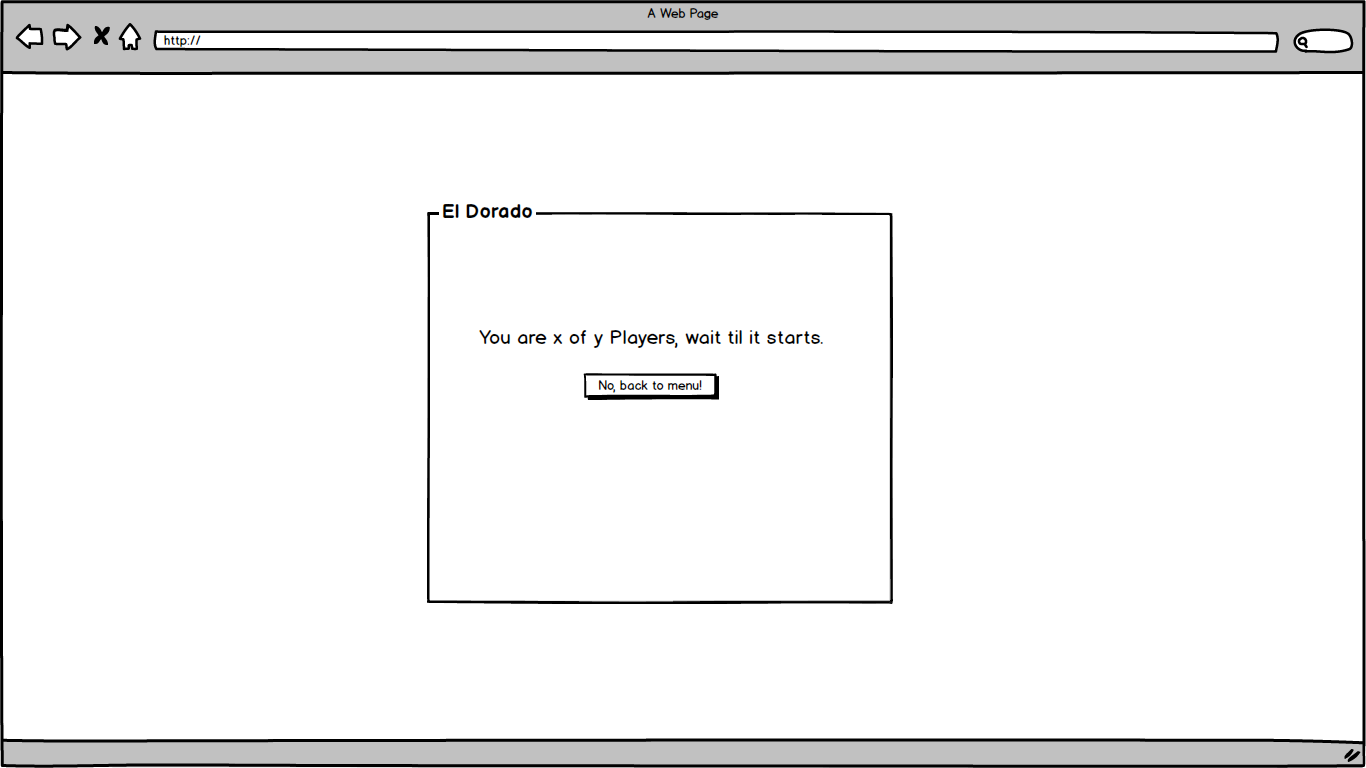 A Web Page
http://
El Dorado
You are x of y Players, wait til it starts.
No, back to menu!